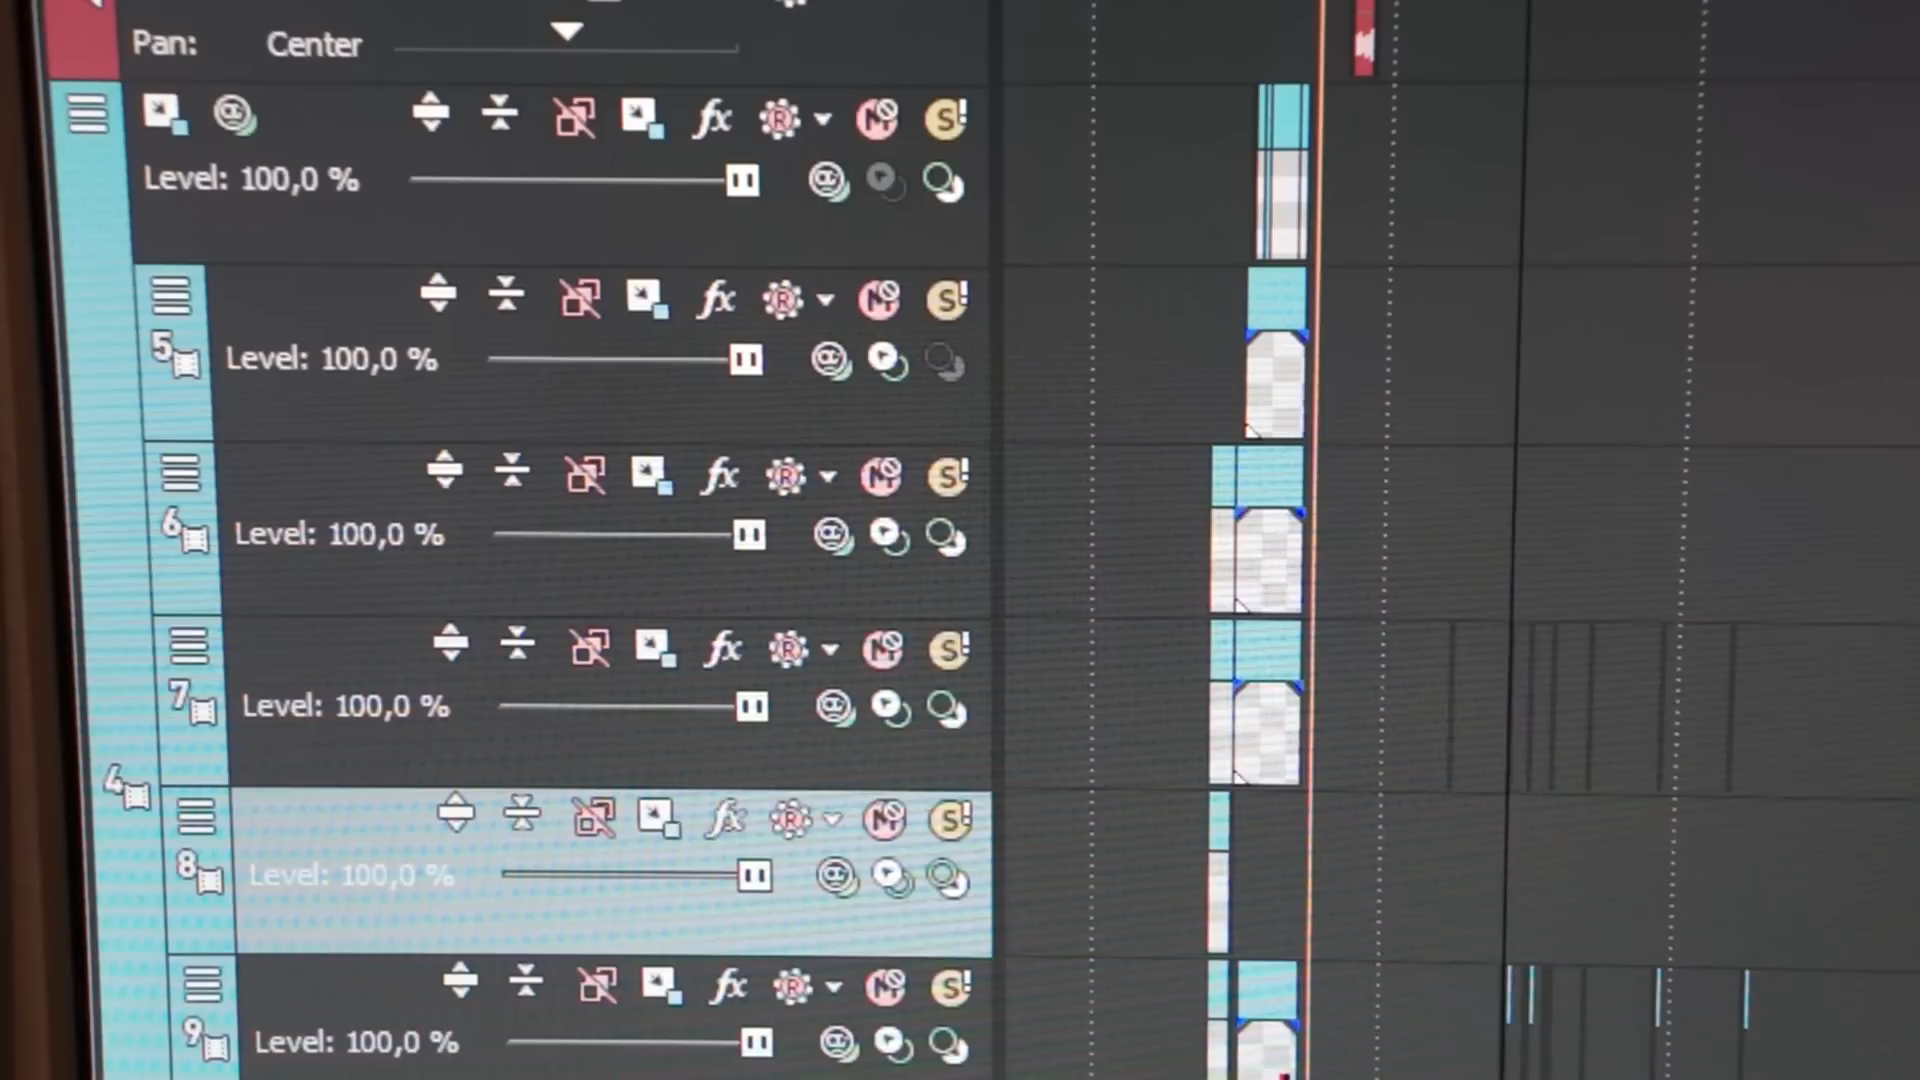 Pan: Center
fx R M S!
Level: 100,0 %
fx R M S!
5 Level: 100,0 %
fx R M S!
6 Level: 100,0 %
fx R M S!
7 Level: 100,0 %
4
fx R M S!
8 Level: 100,0 %
fx R M S!
9 Level: 100,0 %